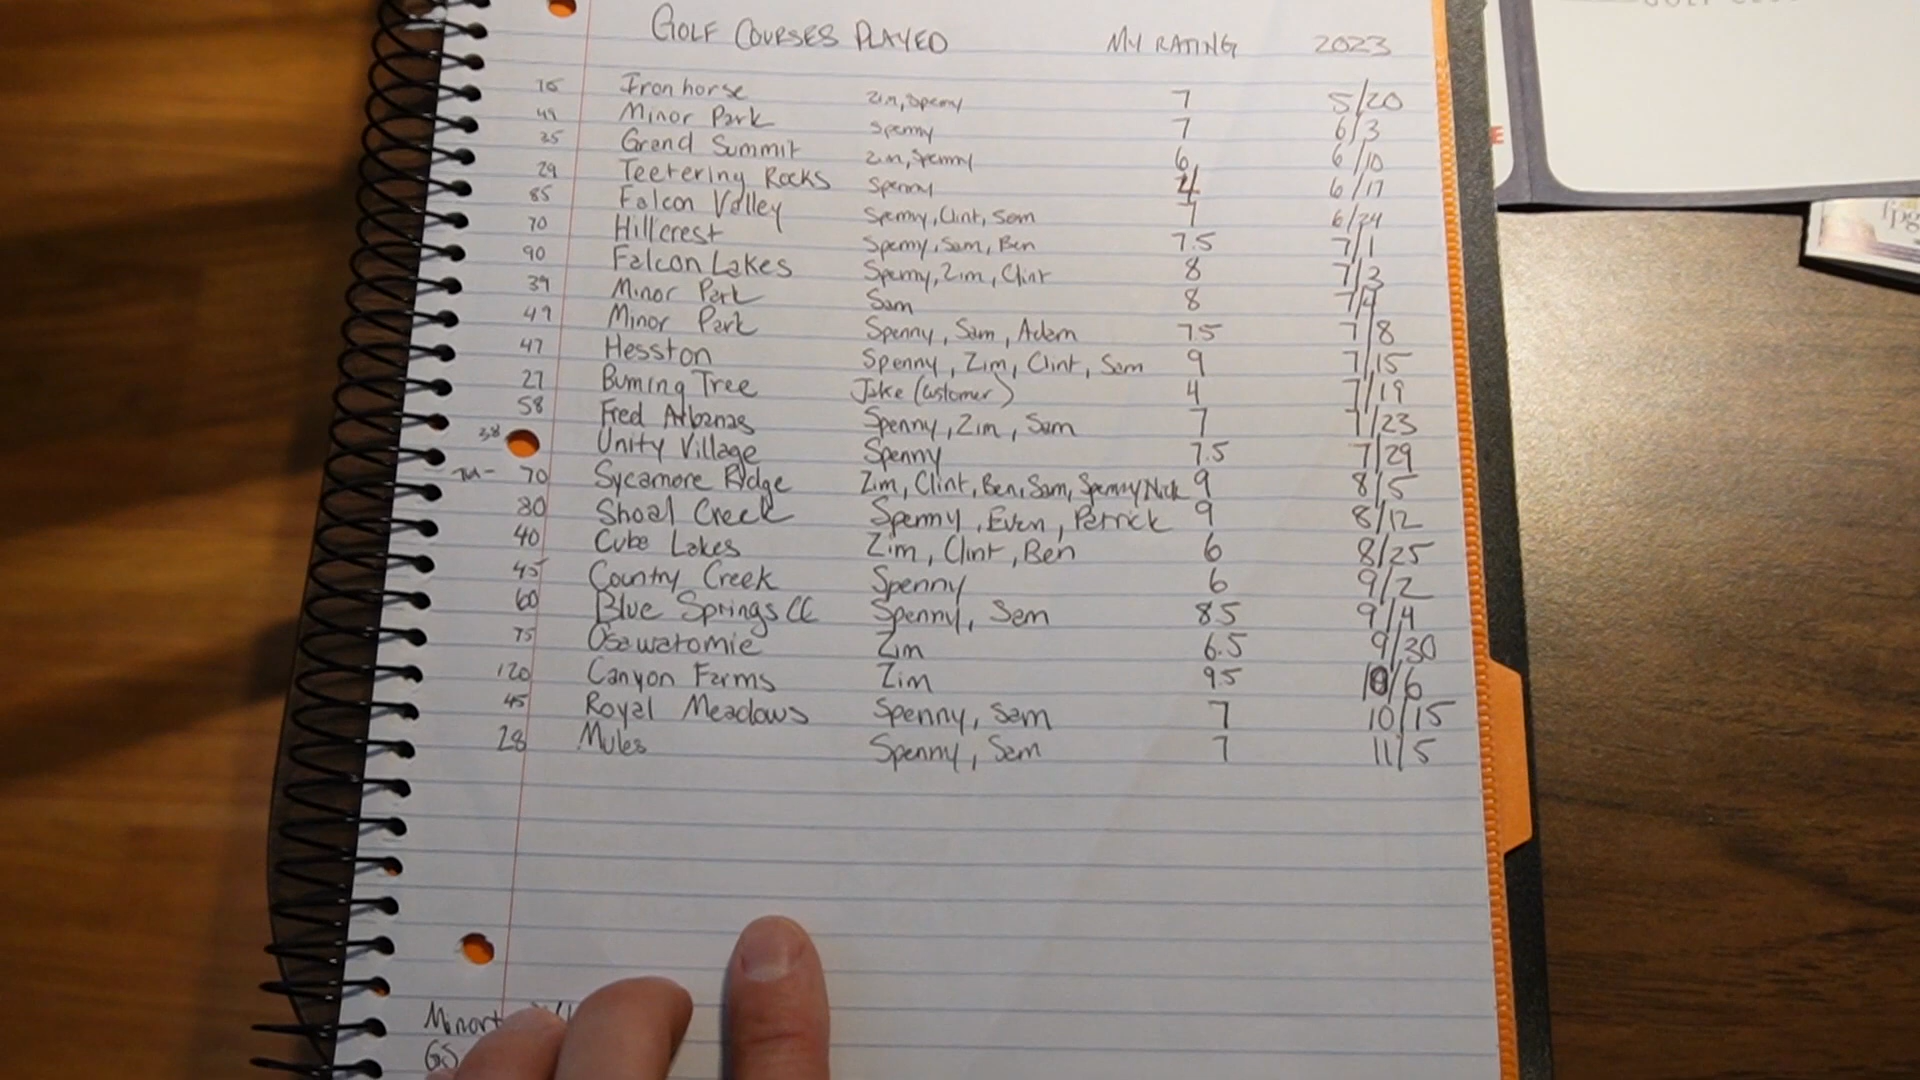 GOLF COURSES PLAYED MY RATING 2023
Ironhorse Zim, Spenny 7 5/20
49 Minor Park Spenny 7 6/3
35 Grand Summit Zim, Spenny 6 6/10
29 Teetering Rocks Spenny 4 6/17
85 Falcon Valley Spenny, Clint, Sam 7 6/24
70 Hillcrest Spenny, Sam, Ben 7.5 7/1
90 Falcon Lakes Spenny, Zim, Clint 8 7/3
39 Minor Park Sam 8 7/4
49 Minor Park Spenny, Sam, Adam 7.5 7/8
47 Hesston Spenny, Zim, Clint, Sam 9 7/15
27 Burning Tree Jake (Customer) 4 7/19
58 Fred Arbanas Spenny, Zim, Sam 7 7/23
38 Unity Village Spenny 7.5 7/29
70 Sycamore Ridge Zim, Clint, Ben, Sam, Spenny Nick 9 8/5
80 Shoal Creek Spenny, Evan, Patrick 9 8/12
40 Cuba Lakes Zim, Clint, Ben 6 8/25
45 Country Creek Spenny 6 9/2
60 Blue Springs CC Spenny, Sam 8.5 9/4
75 Osawatomie Zim 6.5 9/30
120 Canyon Farms Zim 9.5 10/6
45 Royal Meadows Spenny, Sam 7 10/15
28 Mules Spenny, Sam 7 11/5
Minor
GS